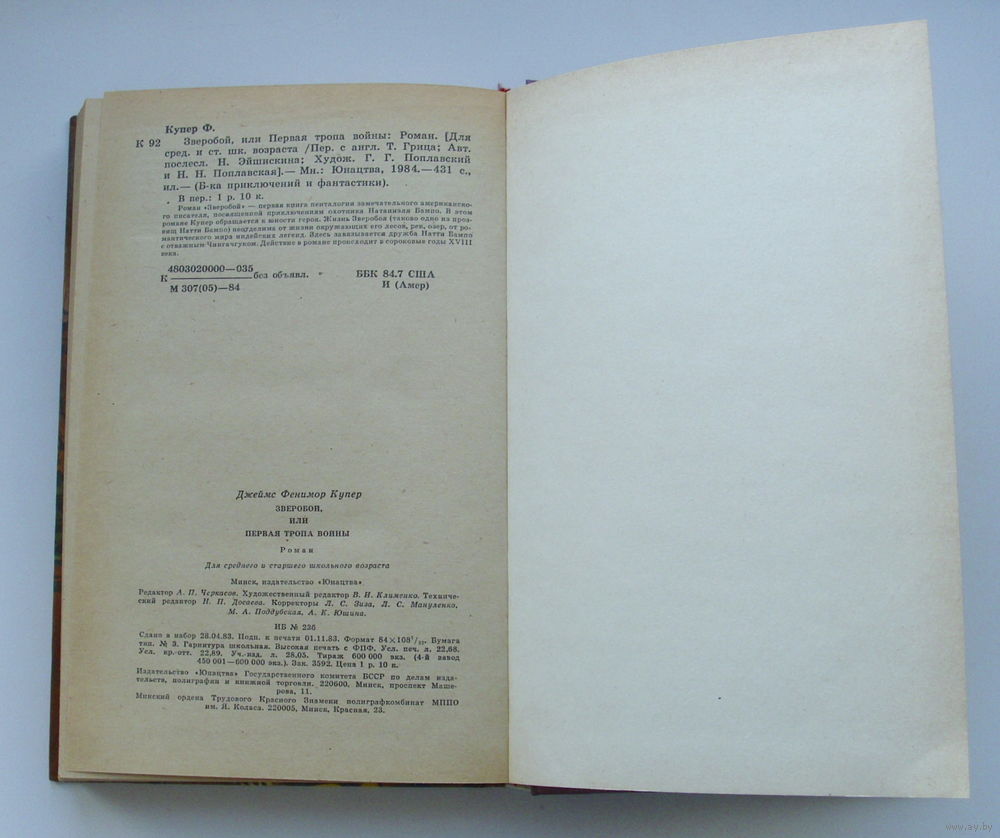 Купер Ф.
К 92 Зверобой, или Первая тропа войны: Роман. [Для
сред. и ст. шк. возраста /Пер. с англ. Т. Грица; Авт.
послесл. Н. Эйшискина; Худож. Г. Г. Поплавский
и Н. Н. Поплавская].— Мн.: Юнацтва, 1984.—431 с.,
ил.— (Б-ка приключений и фантастики).
В пер.: 1 р. 10 к.
Роман «Зверобой» — первая книга пенталогии замечательного американско-
го писателя, посвященной приключениям охотника Натаниэля Бампо. В этом
романе Купер обращается к юности героя. Жизнь Зверобоя (таково одно из проз-
вищ Натти Бампо) неотделима от жизни окружающих его лесов, рек, озер, от ро-
мантического мира индейских легенд. Здесь завязывается дружба Натти Бампо
с отважным Чингачгуком. Действие в романе происходит в сороковые годы XVIII
века.
К 4803020000—035 без объявл.
М 307(05)—84
ББК 84.7 США
И (Амер)
Джеймс Фенимор Купер
ЗВЕРОБОЙ,
ИЛИ
ПЕРВАЯ ТРОПА ВОЙНЫ
Роман
Для среднего и старшего школьного возраста
Минск, издательство «Юнацтва»
Редактор А. П. Черкасов. Художественный редактор В. И. Клименко. Техниче-
ский редактор Н. П. Досаева. Корректоры Л. С. Зиза, Л. С. Мануленко,
М. А. Поддубская, А. К. Юшина.
ИБ № 236
Сдано в набор 28.04.83. Подп. к печати 01.11.83. Формат 84×108¹/₃₂. Бумага
тип. № 3. Гарнитура школьная. Высокая печать с ФПФ. Усл. печ. л. 22,68.
Усл. кр.-отт. 22,89. Уч.-изд. л. 28,05. Тираж 600 000 экз. (4-й завод
450 001—600 000 экз.). Зак. 3592. Цена 1 р. 10 к.
Издательство «Юнацтва» Государственного комитета БССР по делам изда-
тельств, полиграфии и книжной торговли. 220600, Минск, проспект Маше-
рова, 11.
Минский ордена Трудового Красного Знамени полиграфкомбинат МППО
им. Я. Коласа. 220005, Минск, Красная, 23.
www.ay.by